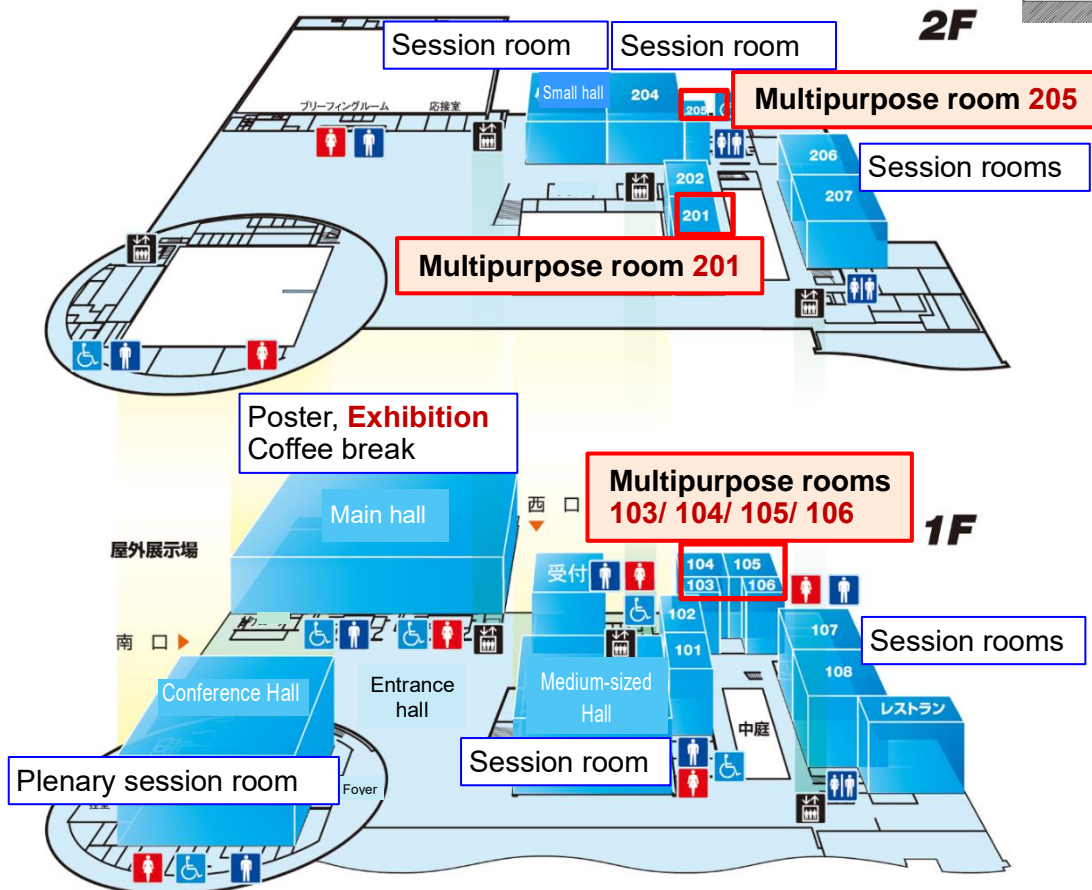 2F
Session room
Session room
Small hall
204
205
Multipurpose room 205
ブリーフィングルーム
応接室
206
Session rooms
207
202
201
Multipurpose room 201
Poster, Exhibition
Coffee break
Main hall
西口
Multipurpose rooms
103/ 104/ 105/ 106
1F
屋外展示場
受付
104
105
103
106
南口
102
107
Session rooms
101
108
Conference Hall
Entrance
hall
Medium-sized
Hall
レストラン
中庭
Session room
Plenary session room
Foyer